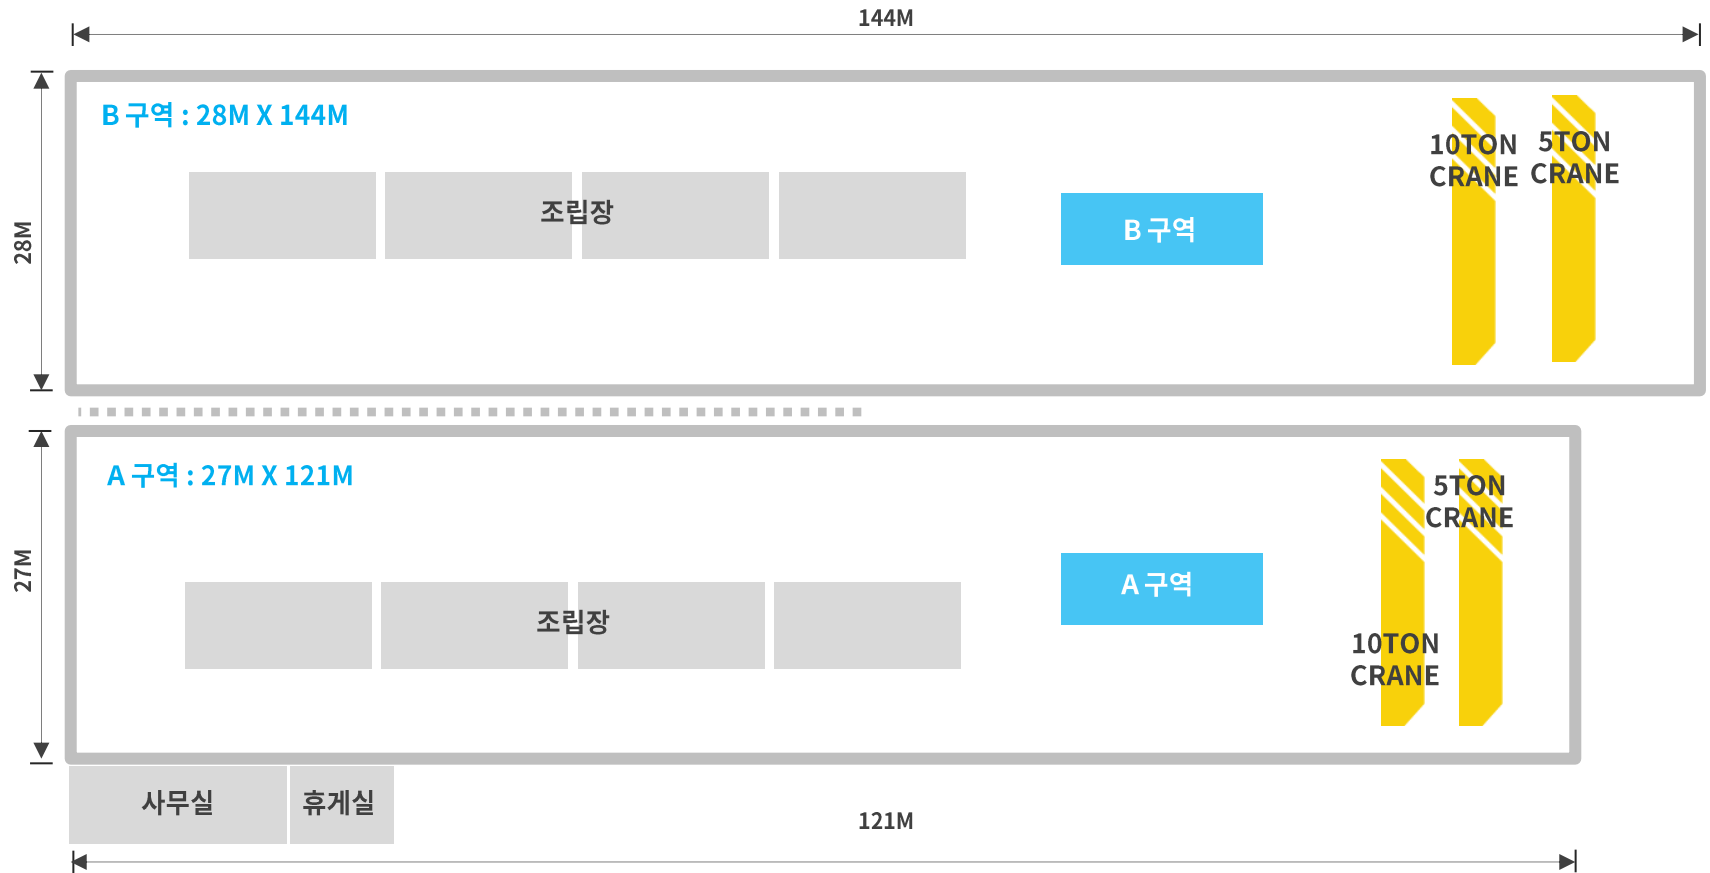 144M
B 구역 : 28M X 144M
10TON
CRANE
5TON
CRANE
조립장
B 구역
28M
A 구역 : 27M X 121M
5TON
CRANE
27M
조립장
A 구역
10TON
CRANE
사무실
휴게실
121M